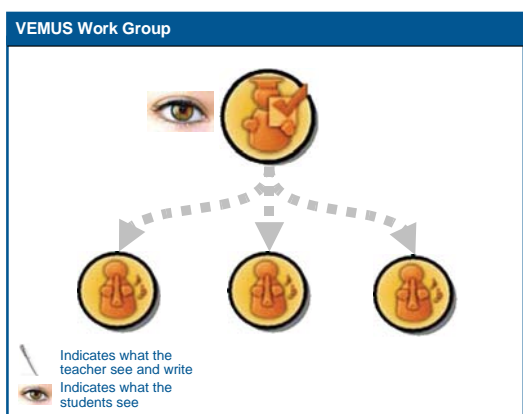 VEMUS Work Group
Indicates what the
teacher see and write
Indicates what the
students see